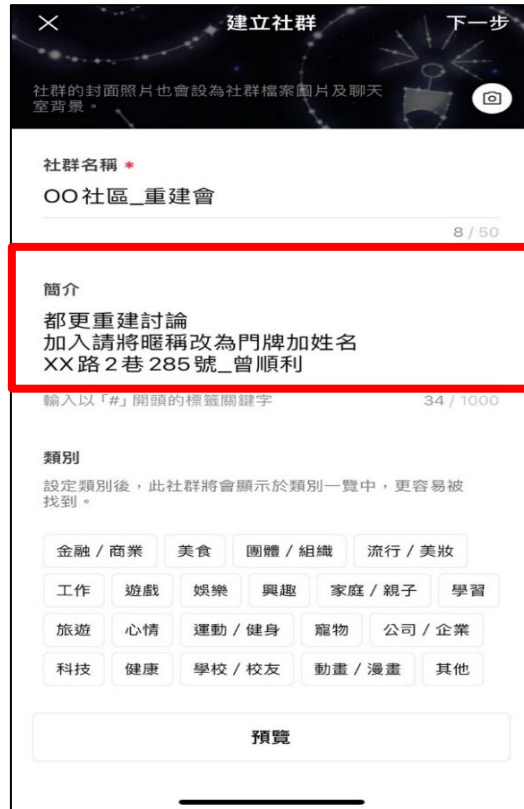 建立社群
下一步
社群的封面照片也會設為社群檔案圖片及聊天
室背景。
社群名稱 *
OO社區_重建會
8 / 50
簡介
都更重建討論
加入請將暱稱改為門牌加姓名
XX路2巷285號_曾順利
輸入以「#」開頭的標籤關鍵字
34 / 1000
類別
設定類別後，此社群將會顯示於類別一覽中，更容易被
找到。
金融 / 商業 美食 團體 / 組織 流行 / 美妝
工作 遊戲 娛樂 興趣 家庭 / 親子 學習
旅遊 心情 運動 / 健身 寵物 公司 / 企業
科技 健康 學校 / 校友 動畫 / 漫畫 其他
預覽